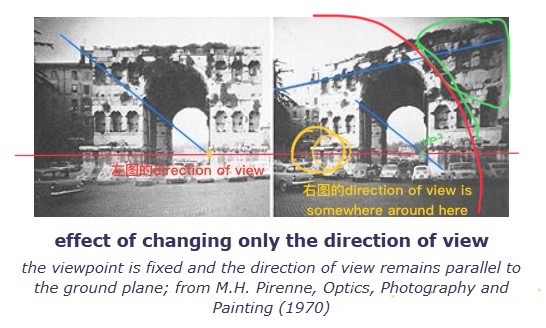 左图的direction of view
vp2
右图的direction of view is
somewhere around here
effect of changing only the direction of view
the viewpoint is fixed and the direction of view remains parallel to
the ground plane; from M.H. Pirenne, Optics, Photography and
Painting (1970)